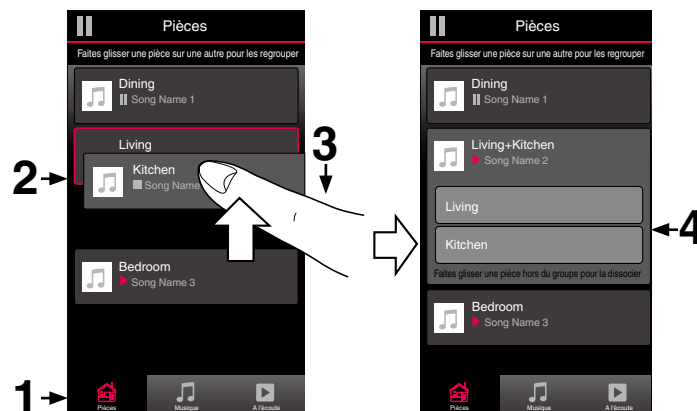 Pièces
Faites glisser une pièce sur une autre pour les regrouper
Dining
Song Name 1
Living
Kitchen
Song Name
Bedroom
Song Name 3
Pièces
Musique
A l'écoute
1
2
3
Pièces
Faites glisser une pièce sur une autre pour les regrouper
Dining
Song Name 1
Living+Kitchen
Song Name 2
Living
Kitchen
Faites glisser une pièce hors du groupe pour la dissocier
Bedroom
Song Name 3
Pièces
Musique
A l'écoute
4